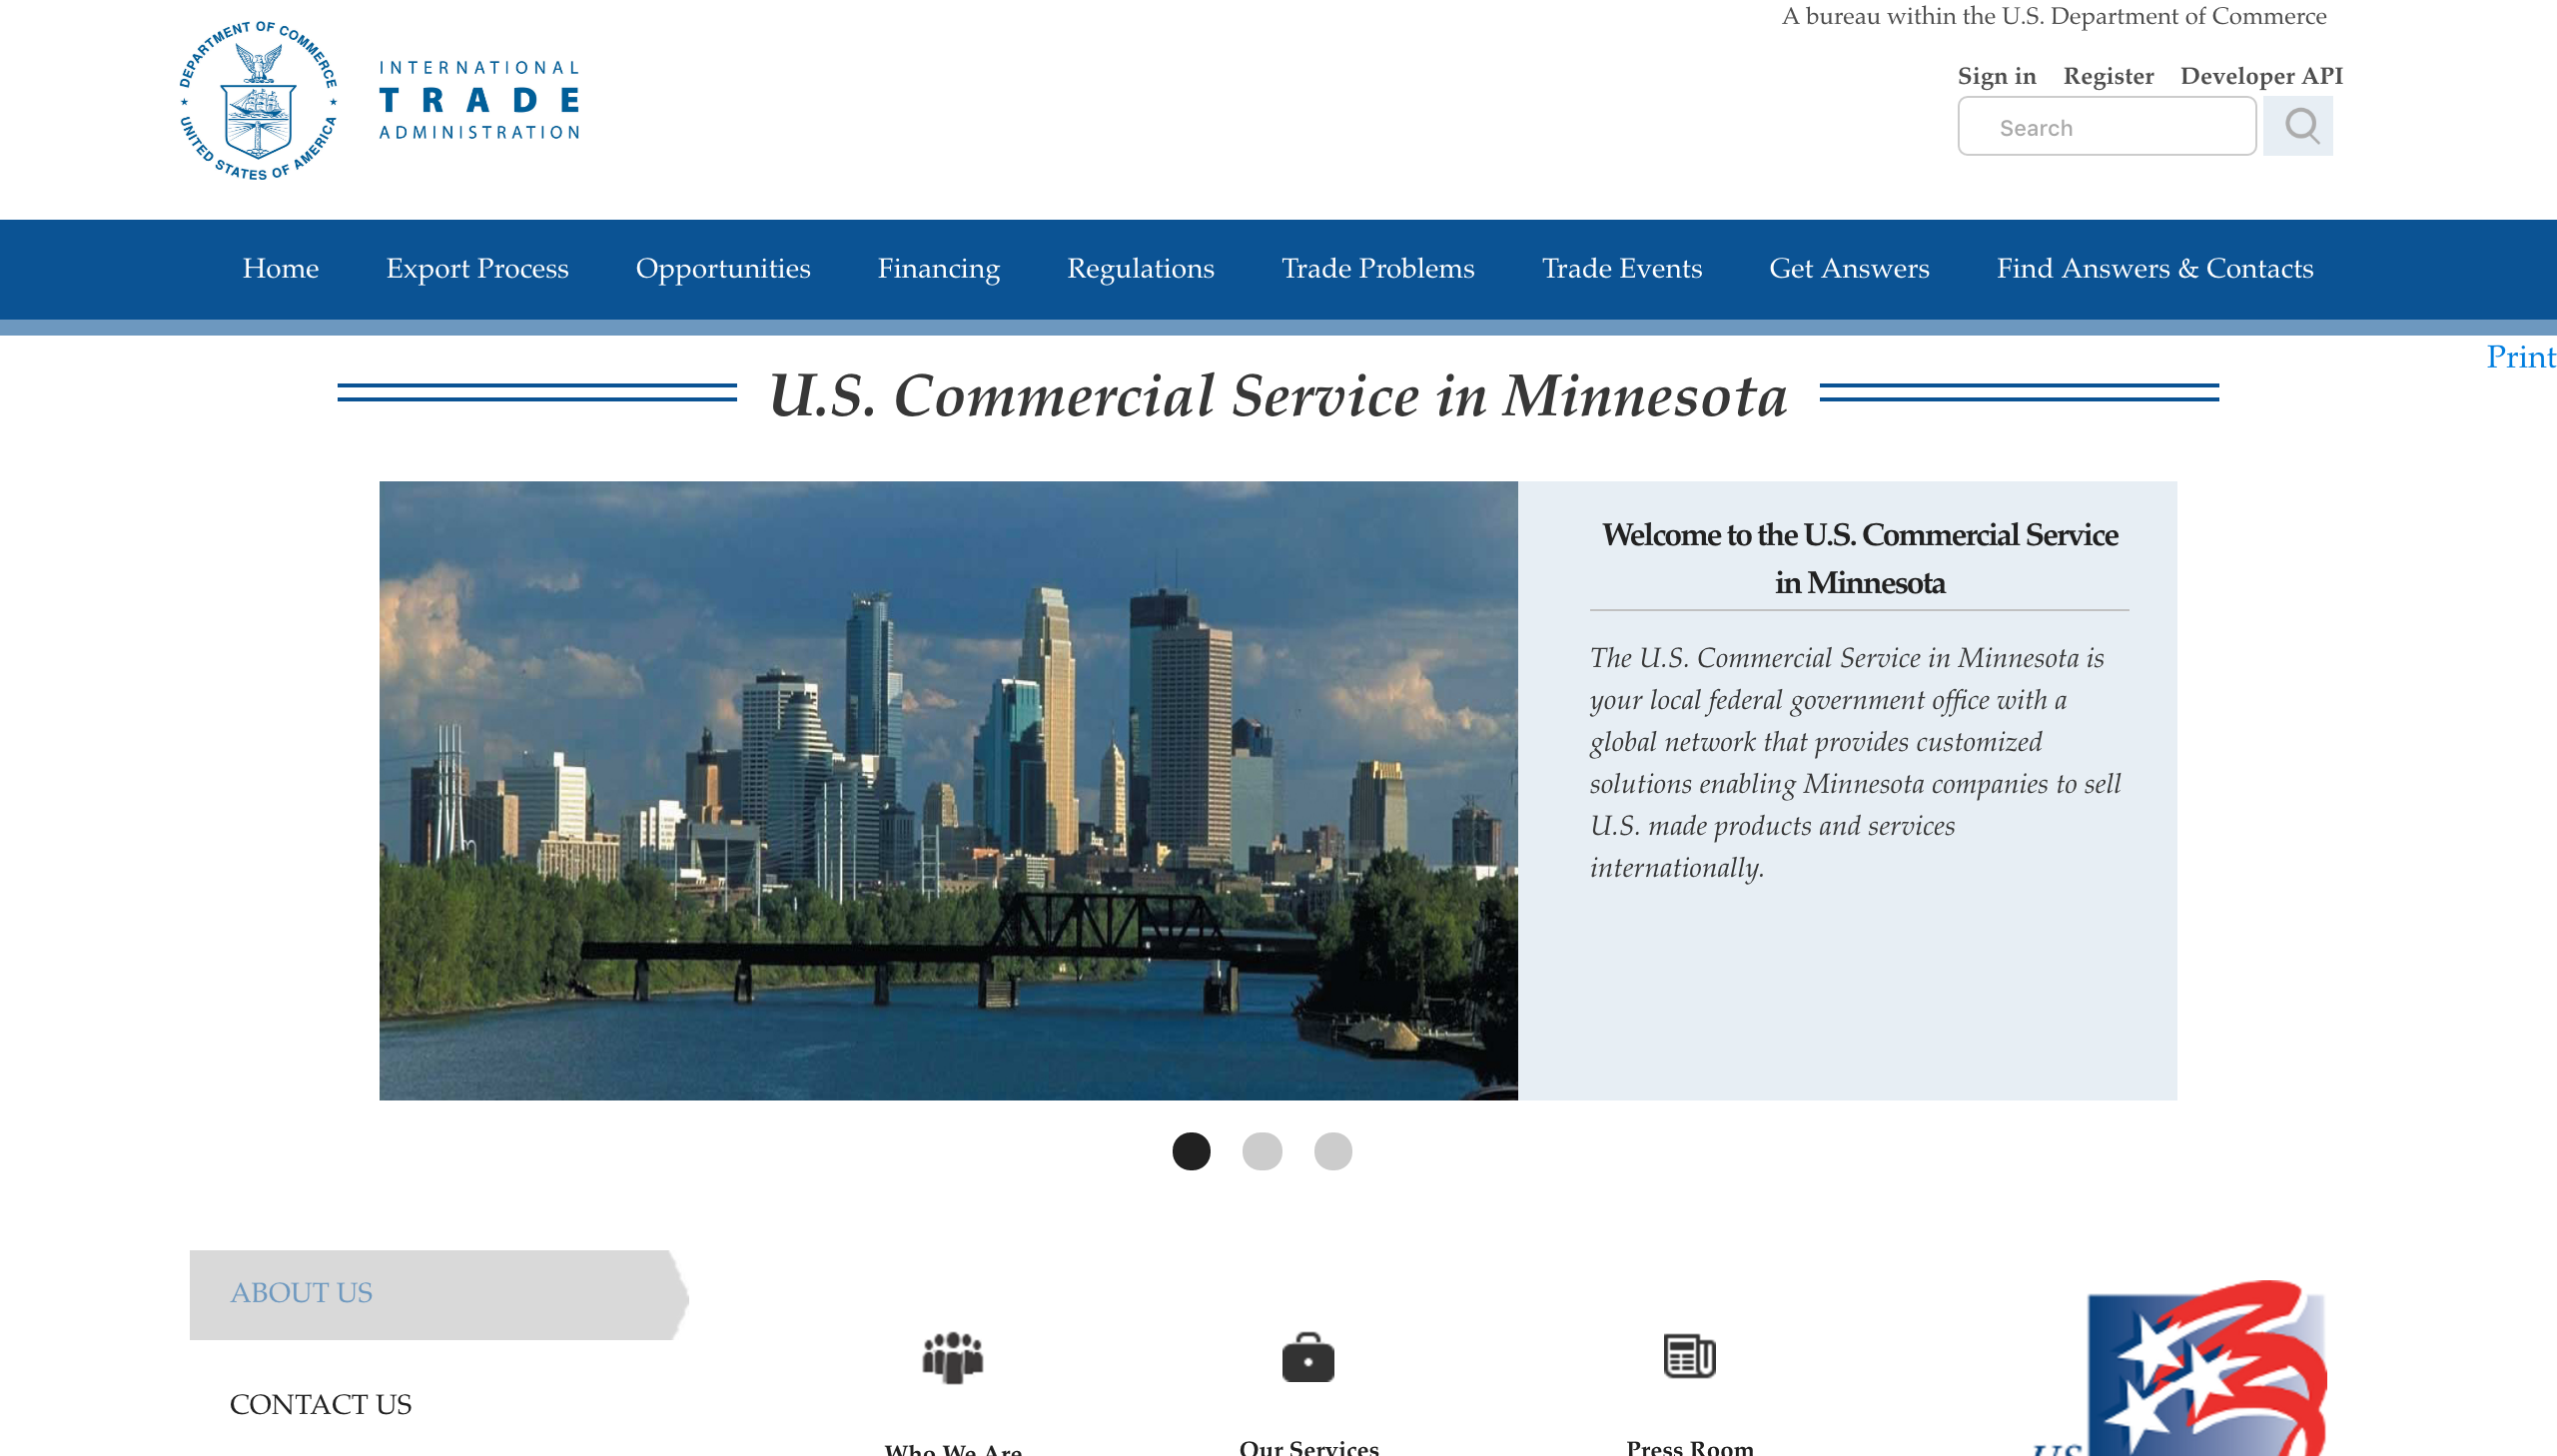 A bureau within the U.S. Department of Commerce
DEPARTMENT OF COMMERCE
UNITED STATES OF AMERICA
INTERNATIONAL
TRADE
ADMINISTRATION
Sign in Register Developer API
Search
Home Export Process Opportunities Financing Regulations Trade Problems Trade Events Get Answers Find Answers & Contacts
Print
U.S. Commercial Service in Minnesota
Welcome to the U.S. Commercial Service
in Minnesota
The U.S. Commercial Service in Minnesota is
your local federal government office with a
global network that provides customized
solutions enabling Minnesota companies to sell
U.S. made products and services
internationally.
ABOUT US
CONTACT US
Who We Are
Our Services
Press Room
US